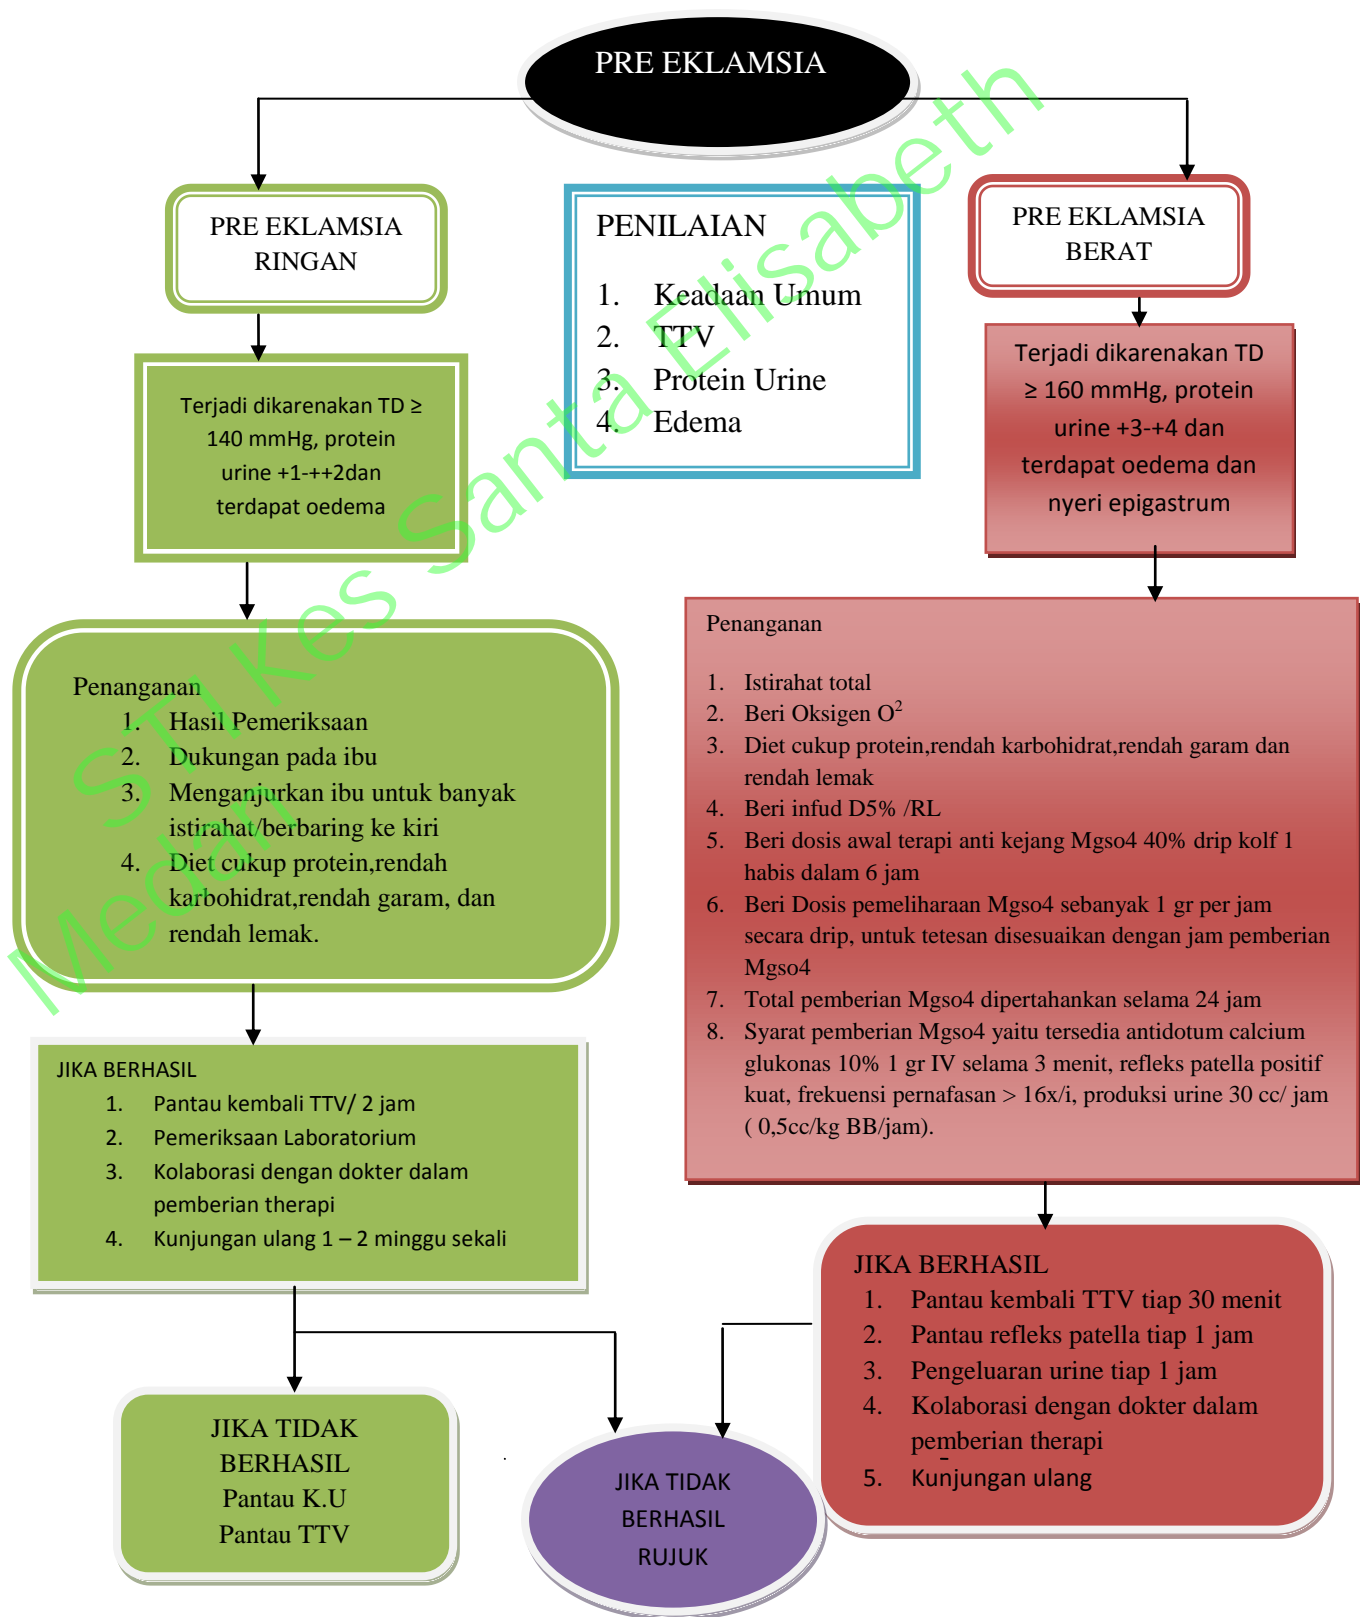 PRE EKLAMSIA
PRE EKLAMSIA
RINGAN
PENILAIAN
1. Keadaan Umum
2. TTV
3. Protein Urine
4. Edema
PRE EKLAMSIA
BERAT
Terjadi dikarenakan TD ≥
140 mmHg, protein
urine +1-++2dan
terdapat oedema
Terjadi dikarenakan TD
≥ 160 mmHg, protein
urine +3-+4 dan
terdapat oedema dan
nyeri epigastrum
Penanganan
1. Hasil Pemeriksaan
2. Dukungan pada ibu
3. Menganjurkan ibu untuk banyak
istirahat/berbaring ke kiri
4. Diet cukup protein,rendah
karbohidrat,rendah garam, dan
rendah lemak.
Penanganan
1. Istirahat total
2. Beri Oksigen O²
3. Diet cukup protein,rendah karbohidrat,rendah garam dan
rendah lemak
4. Beri infud D5% /RL
5. Beri dosis awal terapi anti kejang Mgso4 40% drip kolf 1
habis dalam 6 jam
6. Beri Dosis pemeliharaan Mgso4 sebanyak 1 gr per jam
secara drip, untuk tetesan disesuaikan dengan jam pemberian
Mgso4
7. Total pemberian Mgso4 dipertahankan selama 24 jam
8. Syarat pemberian Mgso4 yaitu tersedia antidotum calcium
glukonas 10% 1 gr IV selama 3 menit, refleks patella positif
kuat, frekuensi pernafasan > 16x/i, produksi urine 30 cc/ jam
( 0,5cc/kg BB/jam).
JIKA BERHASIL
1. Pantau kembali TTV/ 2 jam
2. Pemeriksaan Laboratorium
3. Kolaborasi dengan dokter dalam
pemberian therapi
4. Kunjungan ulang 1 – 2 minggu sekali
JIKA BERHASIL
1. Pantau kembali TTV tiap 30 menit
2. Pantau refleks patella tiap 1 jam
3. Pengeluaran urine tiap 1 jam
4. Kolaborasi dengan dokter dalam
pemberian therapi
5. Kunjungan ulang
JIKA TIDAK
BERHASIL
Pantau K.U
Pantau TTV
JIKA TIDAK
BERHASIL
RUJUK
STIKes Santa Elisabeth
Medan